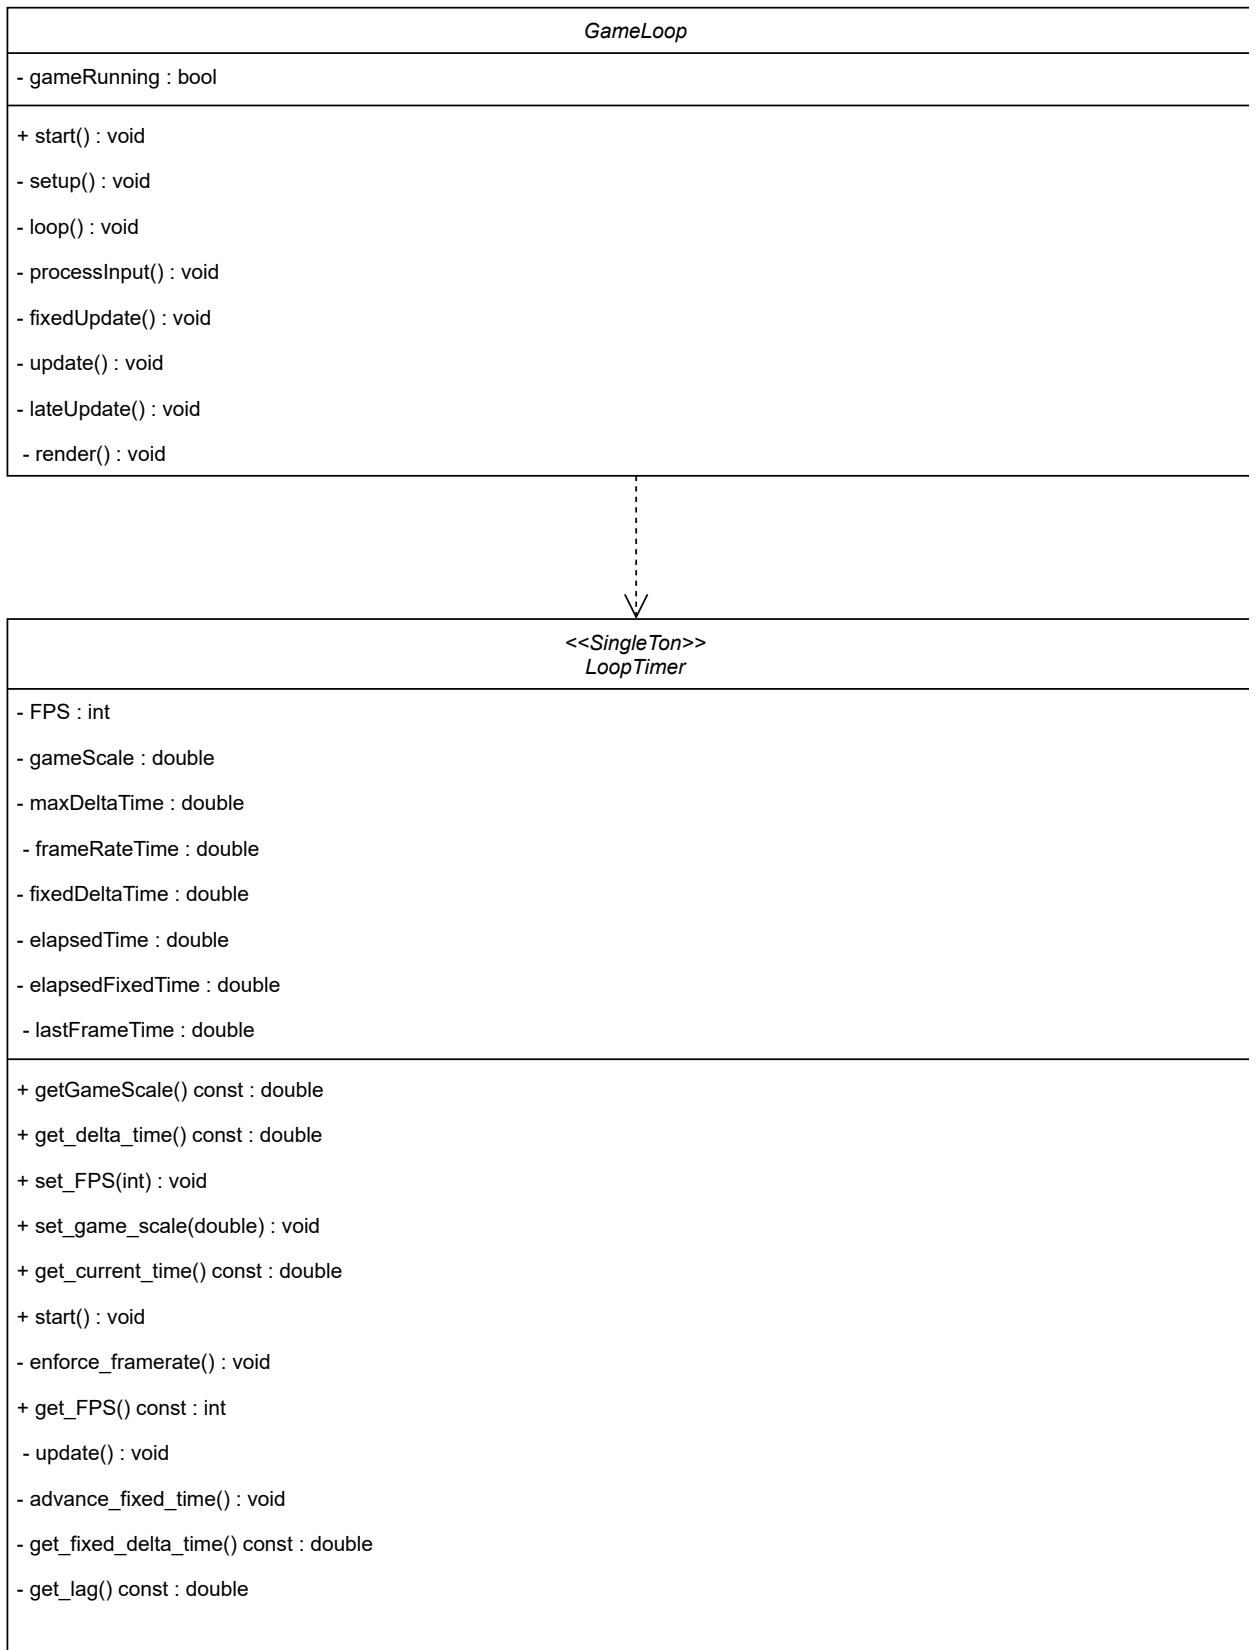 GameLoop
- gameRunning : bool
+ start() : void
- setup() : void
- loop() : void
- processInput() : void
- fixedUpdate() : void
- update() : void
- lateUpdate() : void
- render() : void
<<SingleTon>>
LoopTimer
- FPS : int
- gameScale : double
- maxDeltaTime : double
- frameRateTime : double
- fixedDeltaTime : double
- elapsedTime : double
- elapsedFixedTime : double
- lastFrameTime : double
+ getGameScale() const : double
+ get_delta_time() const : double
+ set_FPS(int) : void
+ set_game_scale(double) : void
+ get_current_time() const : double
+ start() : void
- enforce_framerate() : void
+ get_FPS() const : int
- update() : void
- advance_fixed_time() : void
- get_fixed_delta_time() const : double
- get_lag() const : double